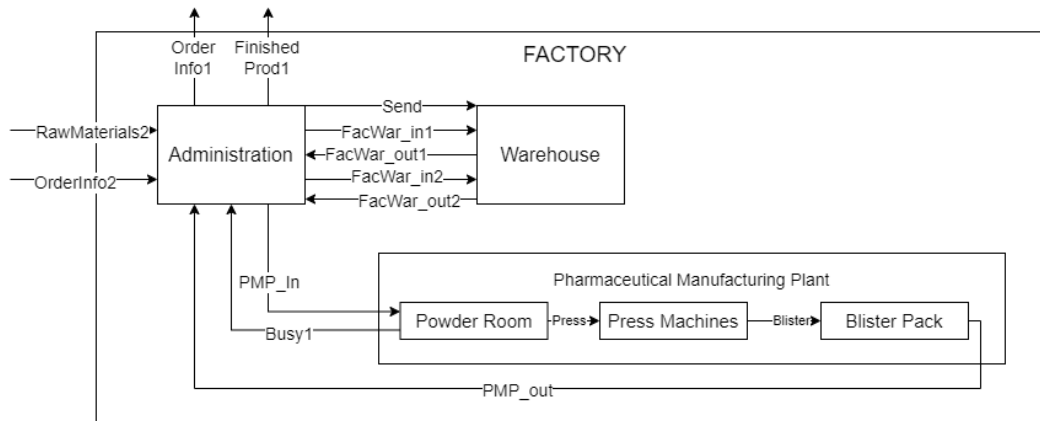 Order
Info1
Finished
Prod1
FACTORY
Send
RawMaterials2
FacWar_in1
Administration
FacWar_out1
Warehouse
FacWar_in2
OrderInfo2
FacWar_out2
PMP_In
Pharmaceutical Manufacturing Plant
Powder Room
Press
Press Machines
Blister
Blister Pack
Busy1
PMP_out